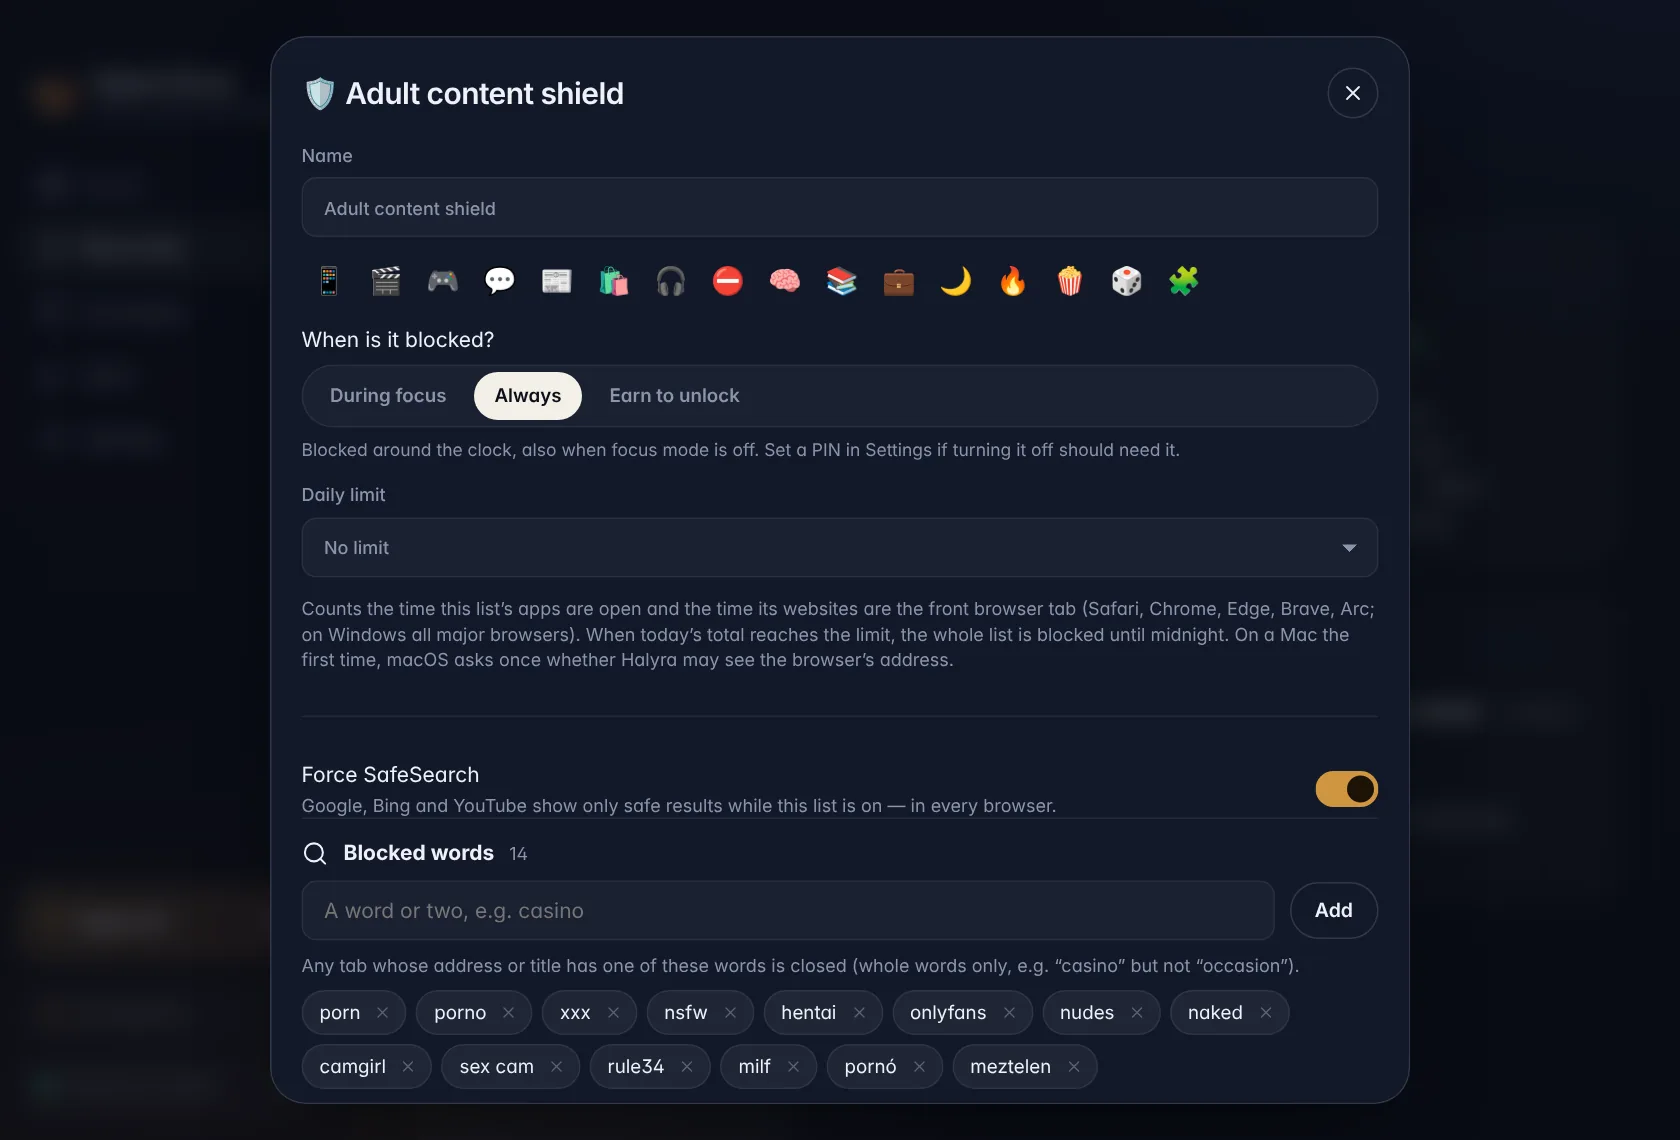 Adult content shield
Name
Adult content shield
When is it blocked?
During focus Always Earn to unlock
Blocked around the clock, also when focus mode is off. Set a PIN in Settings if turning it off should need it.
Daily limit
No limit
Counts the time this list’s apps are open and the time its websites are the front browser tab (Safari, Chrome, Edge, Brave, Arc;
on Windows all major browsers). When today’s total reaches the limit, the whole list is blocked until midnight. On a Mac the
first time, macOS asks once whether Halyra may see the browser’s address.
Force SafeSearch
Google, Bing and YouTube show only safe results while this list is on — in every browser.
Blocked words 14
A word or two, e.g. casino
Add
Any tab whose address or title has one of these words is closed (whole words only, e.g. “casino” but not “occasion”).
porn porno xxx nsfw hentai onlyfans nudes naked
camgirl sex cam rule34 milf pornó meztelen